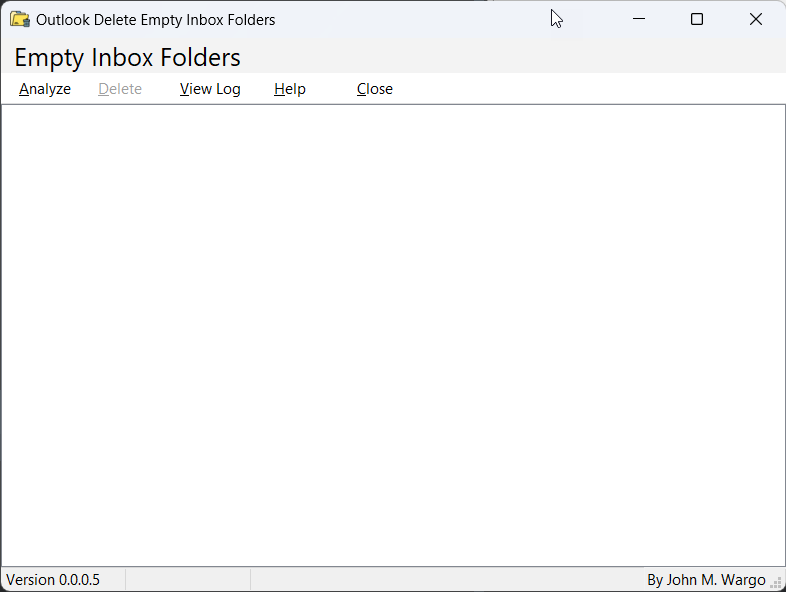 Outlook Delete Empty Inbox Folders
Empty Inbox Folders
Analyze Delete View Log Help Close
Version 0.0.0.5 By John M. Wargo